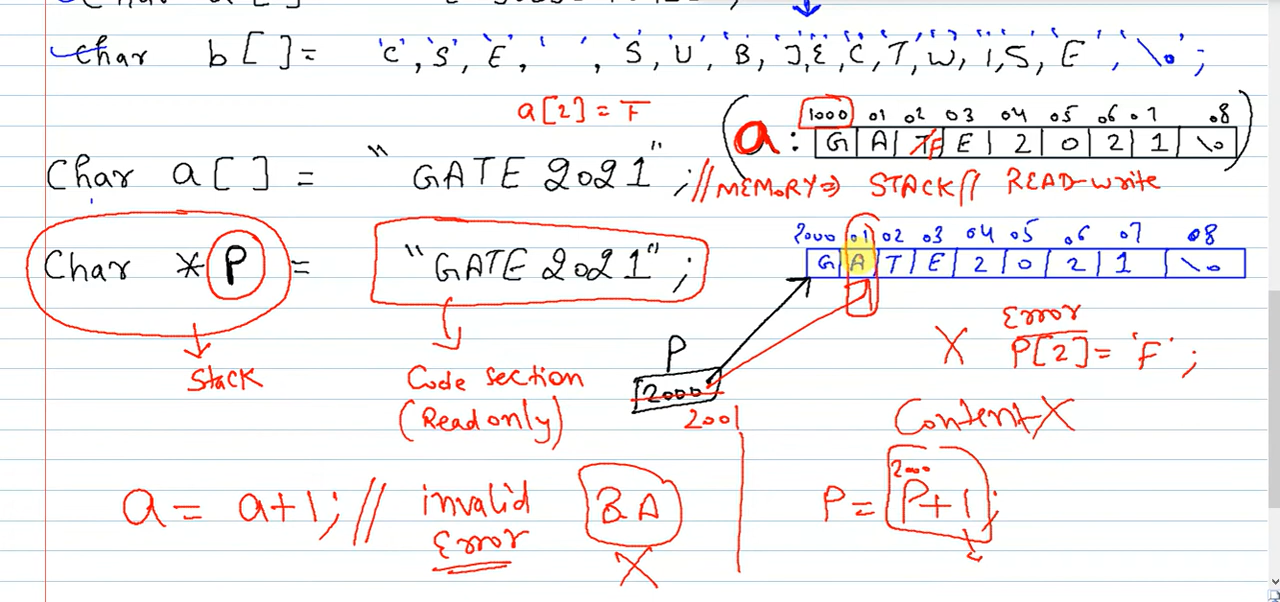 Char b[]= 'C','S','E',' ','S','U','B','J','E','C','T','W','I','S','E','\0';
a[2] = F
1000 01 02 03 04 05 06 07 08
a: G A T F E 2 0 2 1 \0
Char a[] = "GATE 2021"; //MEMORY⇒ STACK// READ-write
2000 01 02 03 04 05 06 07 08
Char *P = "GATE 2021"; G A T E 2 0 2 1 \0
Error
X P[2] = 'F';
P
Stack
Code section
2000
(Read only)
2001
Content X
a = a+1; // invalid
Error
BA
X
2000
P = P+1;